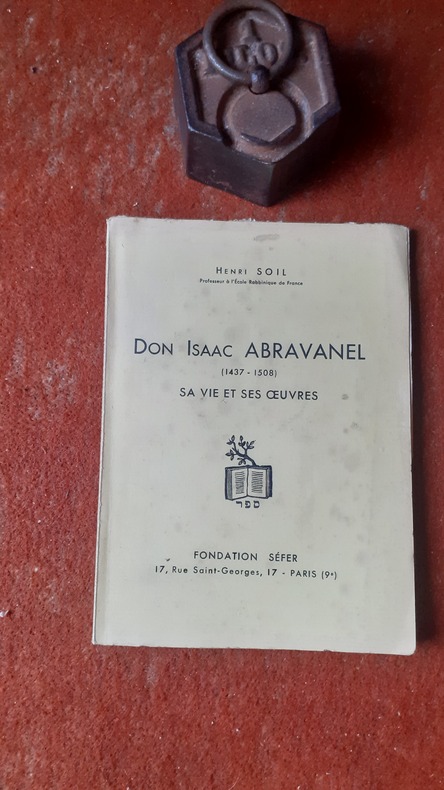 Henri SOIL
Professeur à l'École Rabbinique de France
Don Isaac ABRAVANEL
(1437 - 1508)
SA VIE ET SES ŒUVRES
ספר
FONDATION SÉFER
17, Rue Saint-Georges, 17 - PARIS (9e)